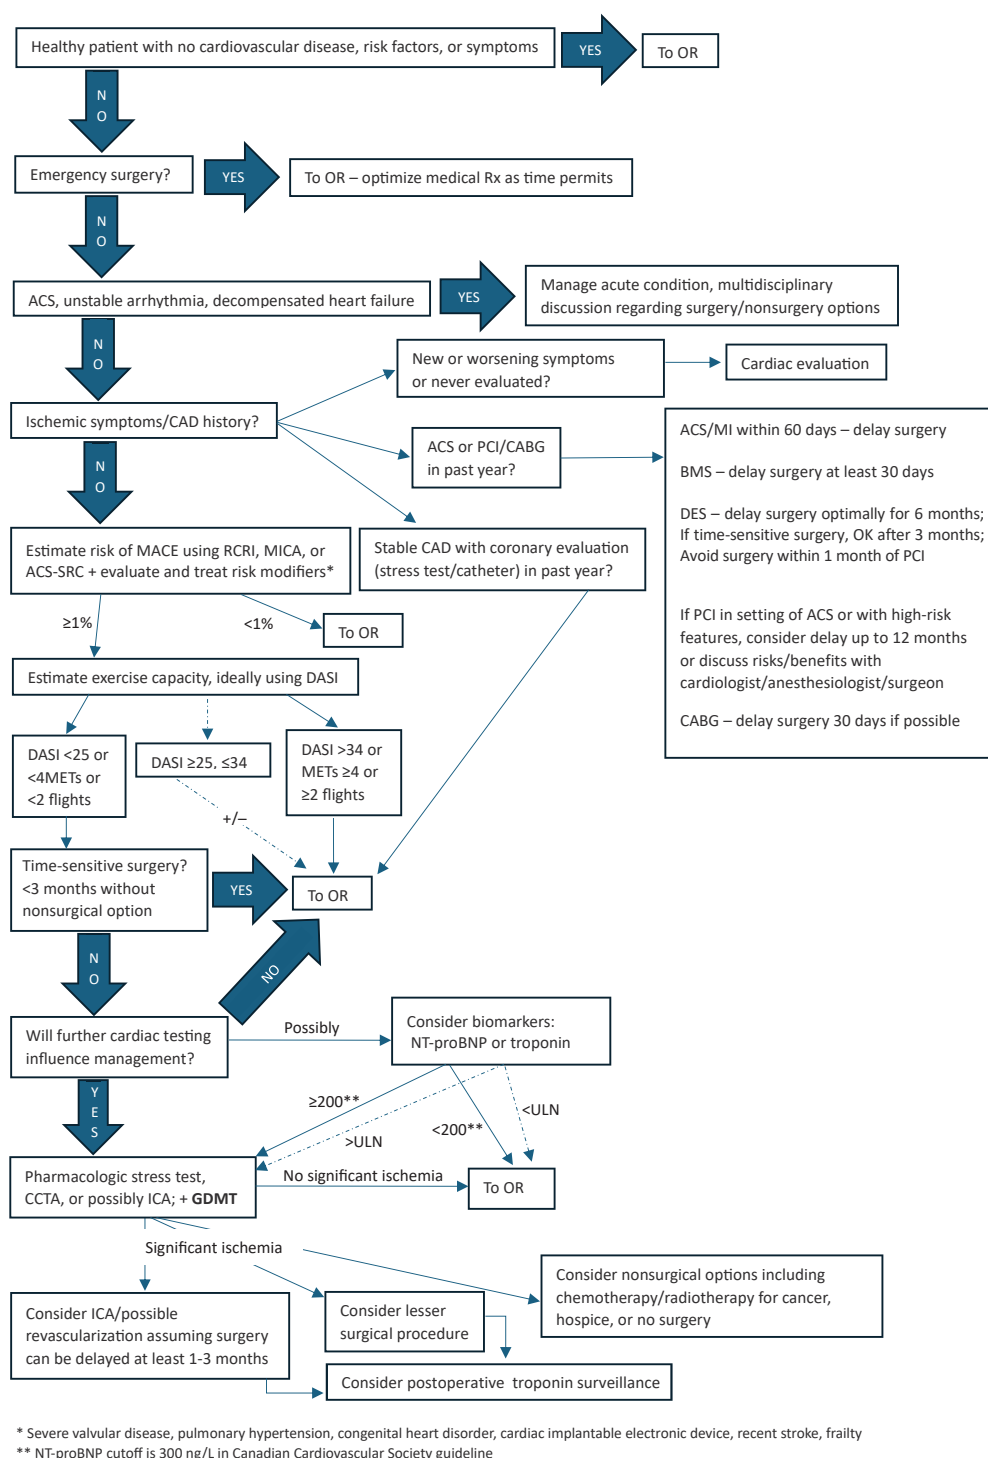 Healthy patient with no cardiovascular disease, risk factors, or symptoms
YES
To OR
N
O
Emergency surgery?
YES
To OR – optimize medical Rx as time permits
N
O
ACS, unstable arrhythmia, decompensated heart failure
YES
Manage acute condition, multidisciplinary
discussion regarding surgery/nonsurgery options
N
O
New or worsening symptoms
or never evaluated?
Cardiac evaluation
Ischemic symptoms/CAD history?
ACS or PCI/CABG
in past year?
ACS/MI within 60 days – delay surgery
BMS – delay surgery at least 30 days
DES – delay surgery optimally for 6 months;
If time-sensitive surgery, OK after 3 months;
Avoid surgery within 1 month of PCI
If PCI in setting of ACS or with high-risk
features, consider delay up to 12 months
or discuss risks/benefits with
cardiologist/anesthesiologist/surgeon
CABG – delay surgery 30 days if possible
N
O
Estimate risk of MACE using RCRI, MICA, or
ACS-SRC + evaluate and treat risk modifiers*
Stable CAD with coronary evaluation
(stress test/catheter) in past year?
≥1%
<1%
To OR
Estimate exercise capacity, ideally using DASI
DASI <25 or
<4METs or
<2 flights
DASI ≥25, ≤34
DASI >34 or
METs ≥4 or
≥2 flights
+/–
Time-sensitive surgery?
<3 months without
nonsurgical option
YES
To OR
N
O
NO
Will further cardiac testing
influence management?
Possibly
Consider biomarkers:
NT-proBNP or troponin
Y
E
S
≥200**
>ULN
<200**
<ULN
Pharmacologic stress test,
CCTA, or possibly ICA; + GDMT
No significant ischemia
To OR
Significant ischemia
Consider ICA/possible
revascularization assuming surgery
can be delayed at least 1-3 months
Consider lesser
surgical procedure
Consider nonsurgical options including
chemotherapy/radiotherapy for cancer,
hospice, or no surgery
Consider postoperative troponin surveillance
* Severe valvular disease, pulmonary hypertension, congenital heart disorder, cardiac implantable electronic device, recent stroke, frailty
** NT-proBNP cutoff is 300 ng/L in Canadian Cardiovascular Society guideline